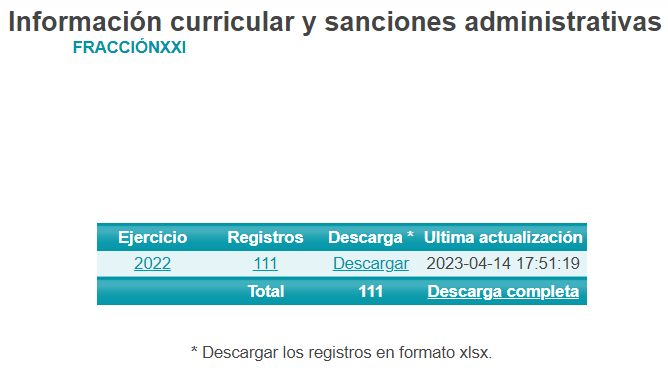 Información curricular y sanciones administrativas
FRACCIÓNXXI
Ejercicio Registros Descarga * Ultima actualización
2022 111 Descargar 2023-04-14 17:51:19
Total 111 Descarga completa
* Descargar los registros en formato xlsx.